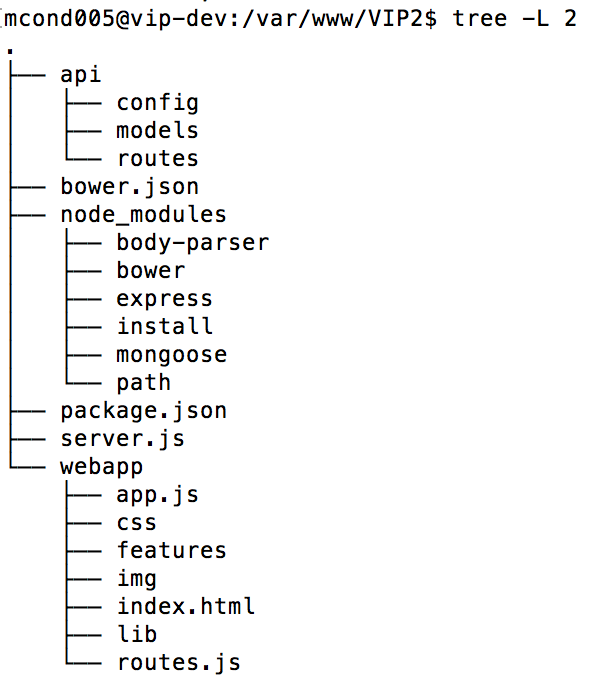 [mcond005@vip-dev:/var/www/VIP2$ tree -L 2
.
├── api
│   ├── config
│   ├── models
│   └── routes
├── bower.json
├── node_modules
│   ├── body-parser
│   ├── bower
│   ├── express
│   ├── install
│   ├── mongoose
│   └── path
├── package.json
├── server.js
└── webapp
    ├── app.js
    ├── css
    ├── features
    ├── img
    ├── index.html
    ├── lib
    └── routes.js